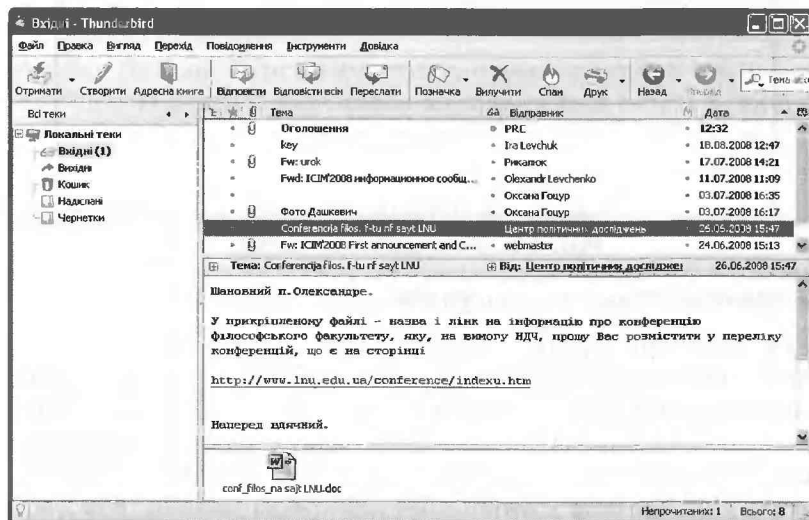 Вхідні - Thunderbird
Файл Правка Вигляд Перехід Повідомлення Інструменти Довідка
Отримати Створити Адресна книга Відповісти Відповісти всім Переслати Позначка Вилучити Спам Друк Назад
Всі теки
Тема Відправник Дата
Локальні теки
Вхідні (1)
Вихідні
Кошик
Надіслані
Чернетки
Оголошення PRE 12:32
key Ira Levchuk 18.08.2008 12:47
Fw: urok Рикалюк 17.07.2008 14:21
Fwd: ICIM'2008 информационное сообщ... Olexandr Levchenko 11.07.2008 11:09
Оксана Гоцур 03.07.2008 16:35
Фото Дашкевич Оксана Гоцур 03.07.2008 16:17
Conferencija filos. f-tu nf sayt LNU Центр політичних досліджень 26.06.2008 15:47
Fw: ICIM'2008 First announcement and C... webmaster 24.06.2008 15:13
Тема: Conferencija filos. f-tu nf sayt LNU Від: Центр політичних досліджен 26.06.2008 15:47
Шановний п.Олександре.
У прикріпленому файлі - назва і лінк на інформацію про конференцію
філософського факультету, яку, на вимогу НДЧ, прошу Вас розмістити у переліку
конференцій, що є на сторінці
http://www.lnu.edu.ua/conference/indexu.htm
Наперед вдячний.
conf_filos_na sajt LNU.doc
Непрочитаних: 1 Всього: 8